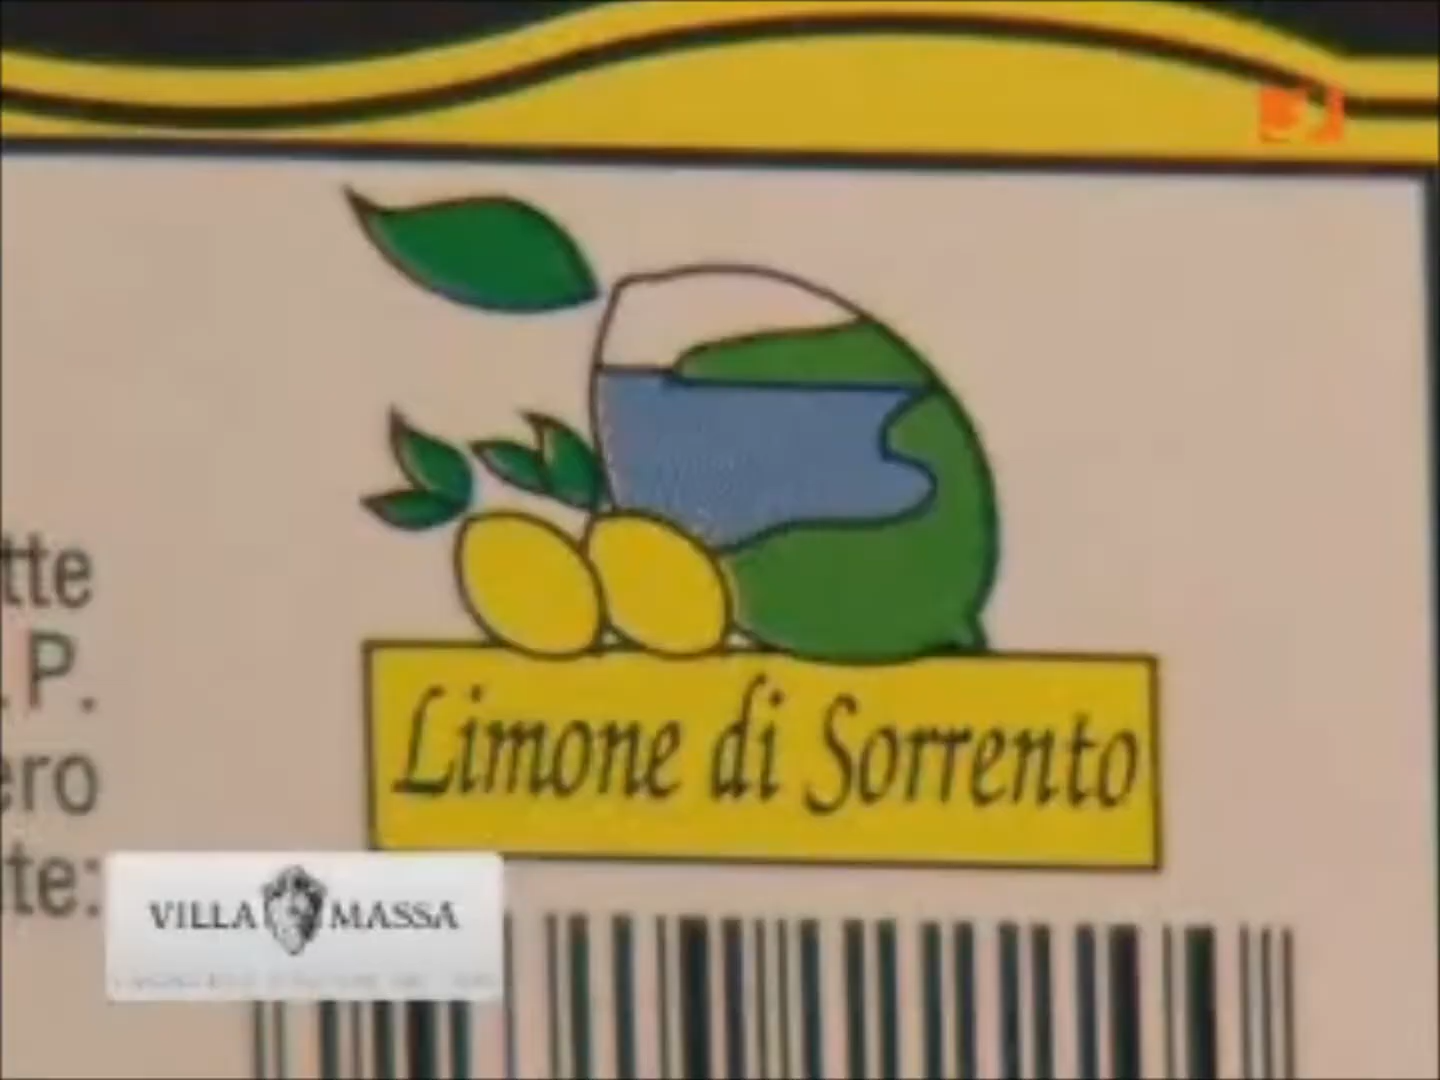 tte
.P.
ero
te:
Limone di Sorrento
VILLA MASSA